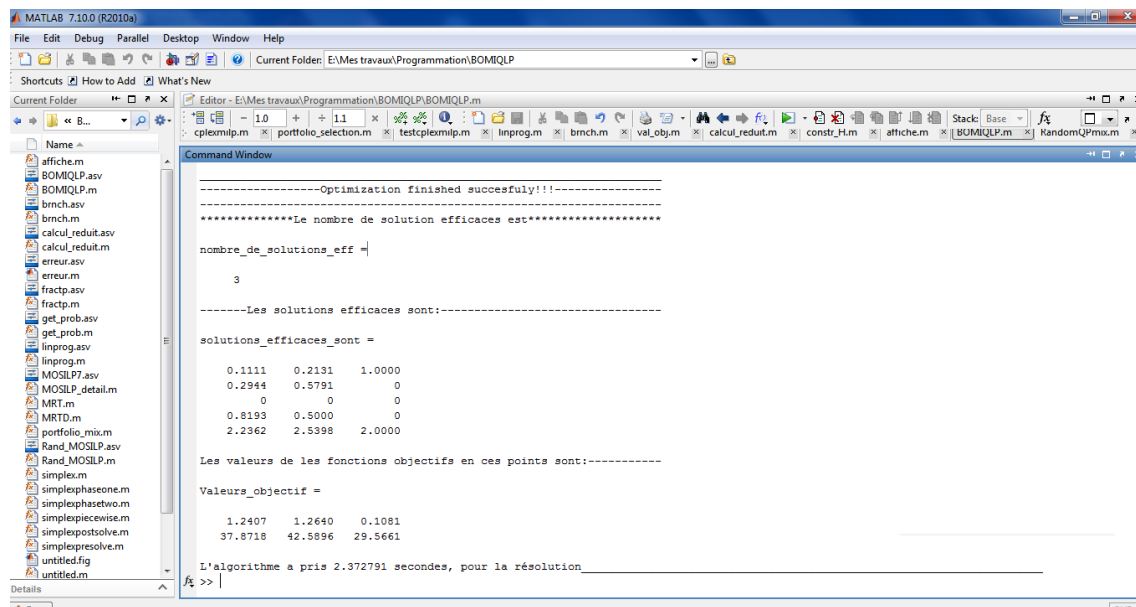 MATLAB 7.10.0 (R2010a)
File Edit Debug Parallel Desktop Window Help
Current Folder: E:\Mes travaux\Programmation\BOMIQLP
Shortcuts How to Add What's New
Current Folder
« B...
Name
affiche.m
BOMIQLP.asv
BOMIQLP.m
brnch.asv
brnch.m
calcul_reduit.asv
calcul_reduit.m
erreur.asv
erreur.m
fractp.asv
fractp.m
get_prob.asv
get_prob.m
linprog.asv
linprog.m
MOSILP7.asv
MOSILP_detail.m
MRT.m
MRTD.m
portfolio_mix.m
Rand_MOSILP.asv
Rand_MOSILP.m
simplex.m
simplexphaseone.m
simplexphasetwo.m
simplexpiecewise.m
simplexpostsolve.m
simplexpresolve.m
untitled.fig
untitled.m
Details
Editor - E:\Mes travaux\Programmation\BOMIQLP\BOMIQLP.m
- 1.0 + ÷ 1.1 × Stack: Base fx
cplexmilp.m × portfolio_selection.m × testcplexmilp.m × linprog.m × brnch.m × val_obj.m × calcul_reduit.m × constr_H.m × affiche.m × BOMIQLP.m × RandomQPmix.m
Command Window
------------------Optimization finished succesfuly!!!----------------
---------------------------------------------------------------------
**************Le nombre de solution efficaces est********************
nombre_de_solutions_eff =
3
-------Les solutions efficaces sont:---------------------------------
solutions_efficaces_sont =
0.1111 0.2131 1.0000
0.2944 0.5791 0
0 0 0
0.8193 0.5000 0
2.2362 2.5398 2.0000
Les valeurs de les fonctions objectifs en ces points sont:-----------
Valeurs_objectif =
1.2407 1.2640 0.1081
37.8718 42.5896 29.5661
L'algorithme a pris 2.372791 secondes, pour la résolution
fx >>